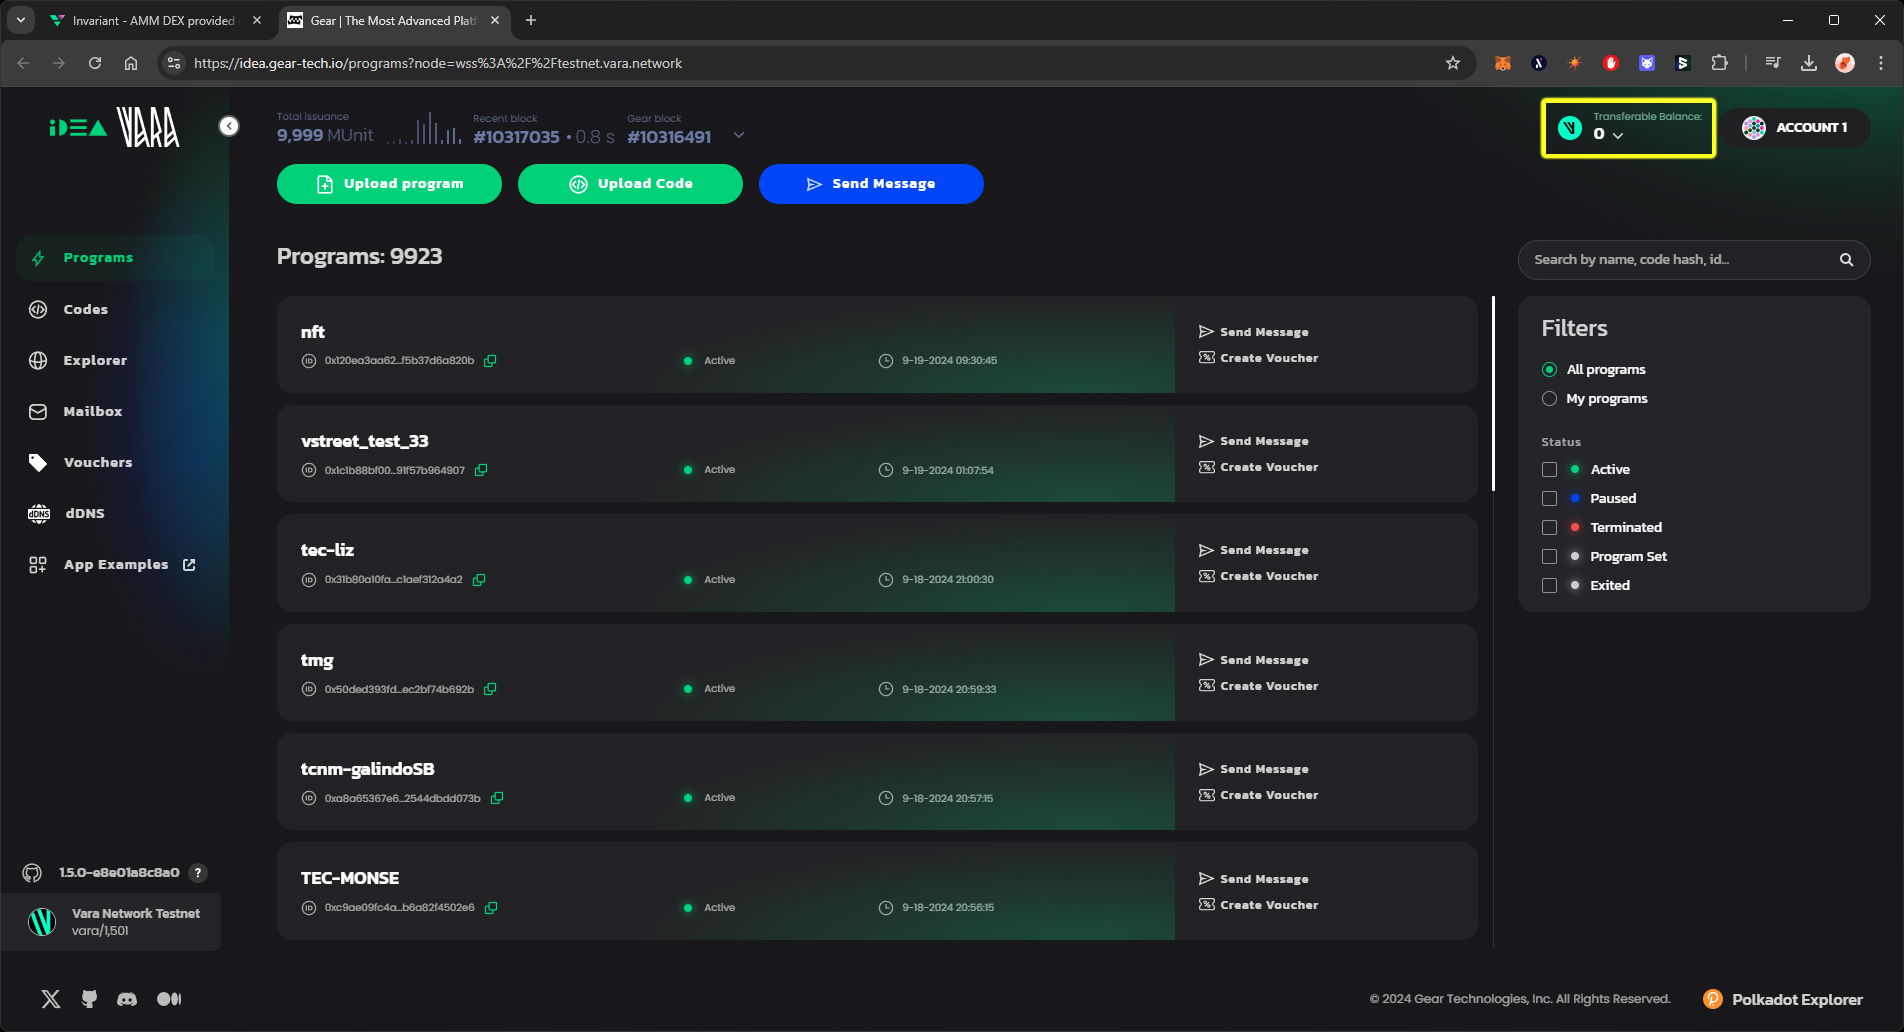 Invariant - AMM DEX provided
Gear | The Most Advanced Plat
https://idea.gear-tech.io/programs?node=wss%3A%2F%2Ftestnet.vara.network
iDEA VARA
Total issuance
9,999 MUnit
Recent block
#10317035 • 0.8 s
Gear block
#10316491
Transferable Balance:
0
ACCOUNT 1
Upload program
Upload Code
Send Message
Programs
Codes
Explorer
Mailbox
Vouchers
dDNS
App Examples
1.5.0-e8e01a8c8a0 ?
Vara Network Testnet
vara/1,501
Programs: 9923
nft
ID 0x120ea3aa62...f5b37d6a820b
Active
9-19-2024 09:30:45
Send Message
Create Voucher
vstreet_test_33
ID 0x1c1b88bf00...91f57b964907
Active
9-19-2024 01:07:54
Send Message
Create Voucher
tec-liz
ID 0x31b80a10fa...c1aef312a4a2
Active
9-18-2024 21:00:30
Send Message
Create Voucher
tmg
ID 0x50ded393fd...ec2bf74b692b
Active
9-18-2024 20:59:33
Send Message
Create Voucher
tcnm-galindoSB
ID 0xa8a65367e6...2544dbdd073b
Active
9-18-2024 20:57:15
Send Message
Create Voucher
TEC-MONSE
ID 0xc9ae09fc4a...b6a82f4502e6
Active
9-18-2024 20:56:15
Send Message
Create Voucher
Search by name, code hash, id...
Filters
All programs
My programs
Status
Active
Paused
Terminated
Program Set
Exited
© 2024 Gear Technologies, Inc. All Rights Reserved.
Polkadot Explorer